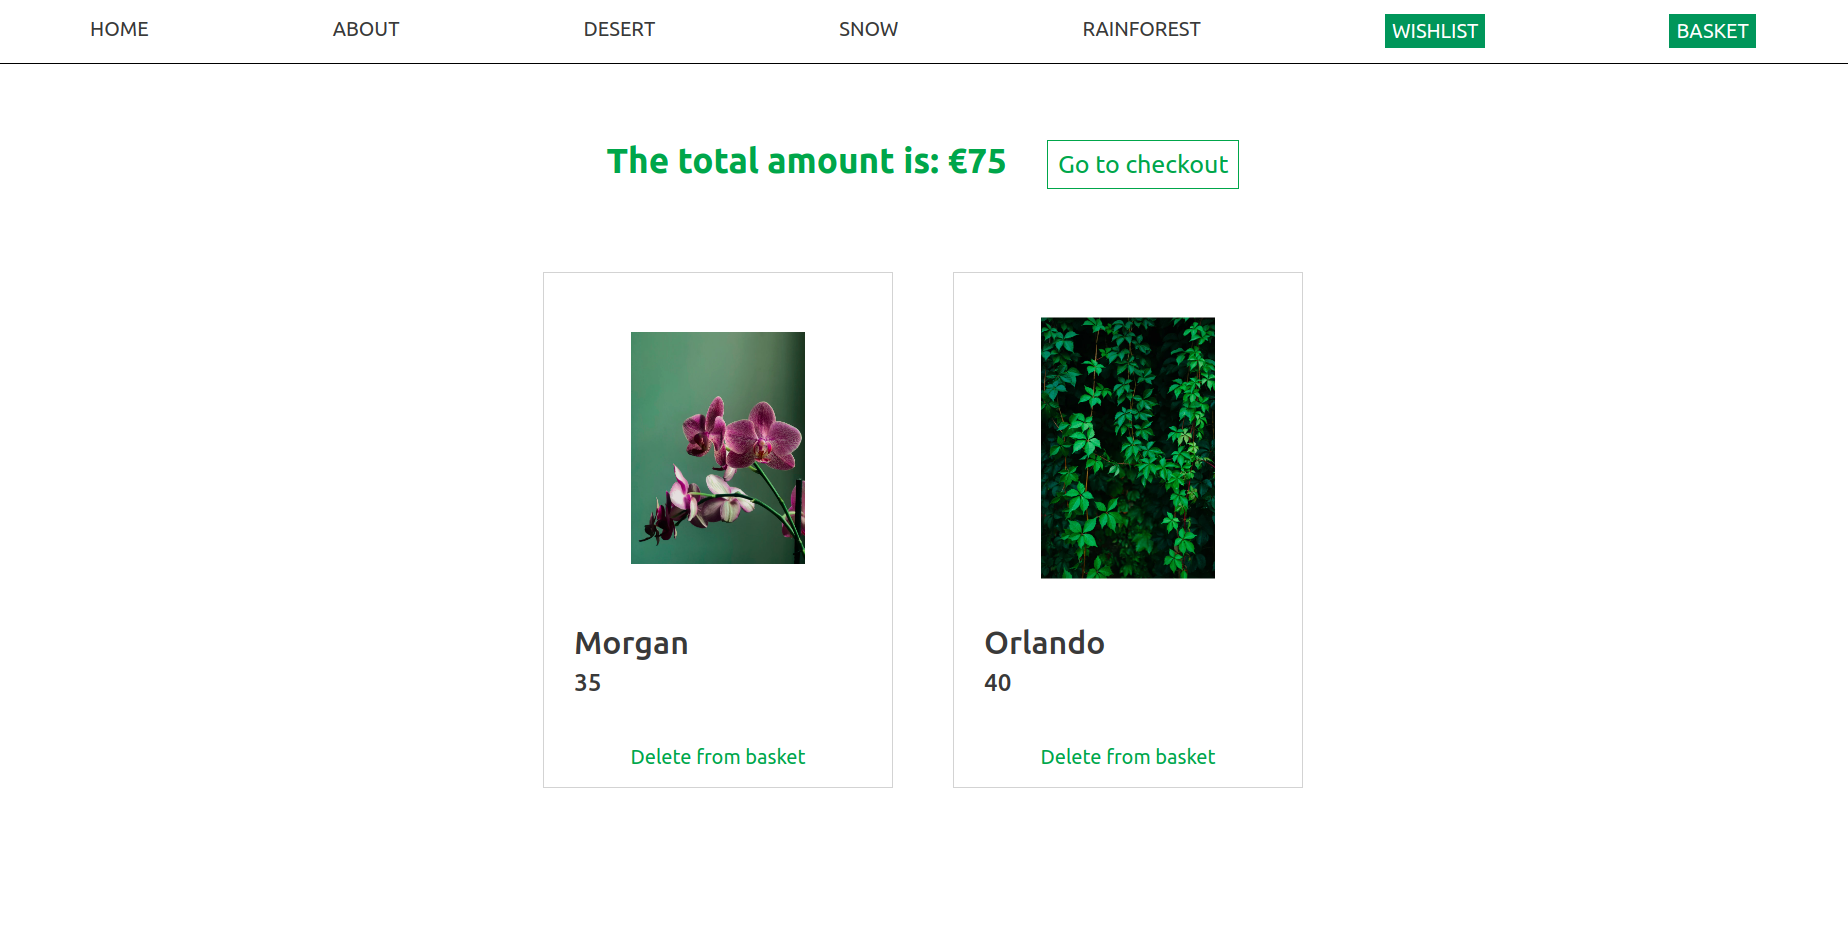 HOME ABOUT DESERT SNOW RAINFOREST WISHLIST BASKET
The total amount is: €75 Go to checkout
Morgan
35
Delete from basket
Orlando
40
Delete from basket